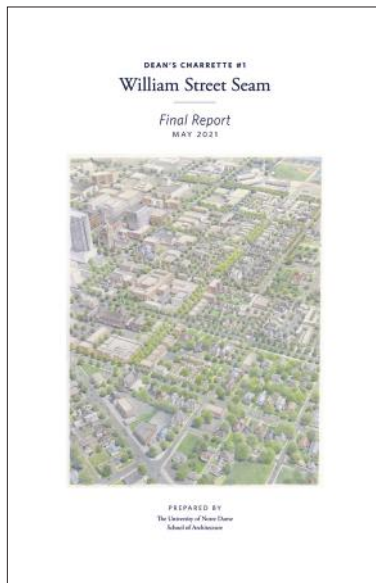 DEAN'S CHARRETTE #1
William Street Seam
Final Report
MAY 2021
PREPARED BY
The University of Notre Dame
School of Architecture